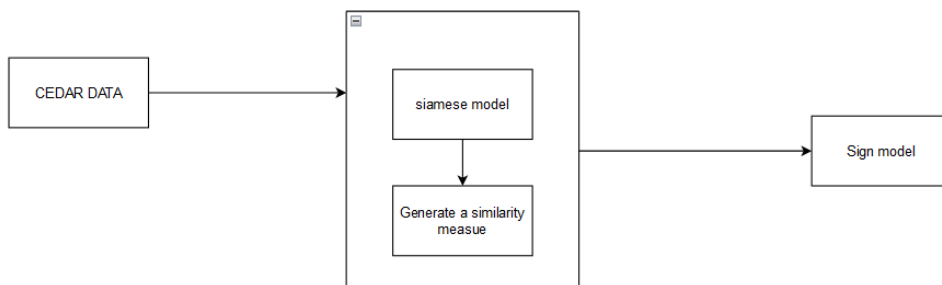 CEDAR DATA
siamese model
Generate a similarity
measue
Sign model